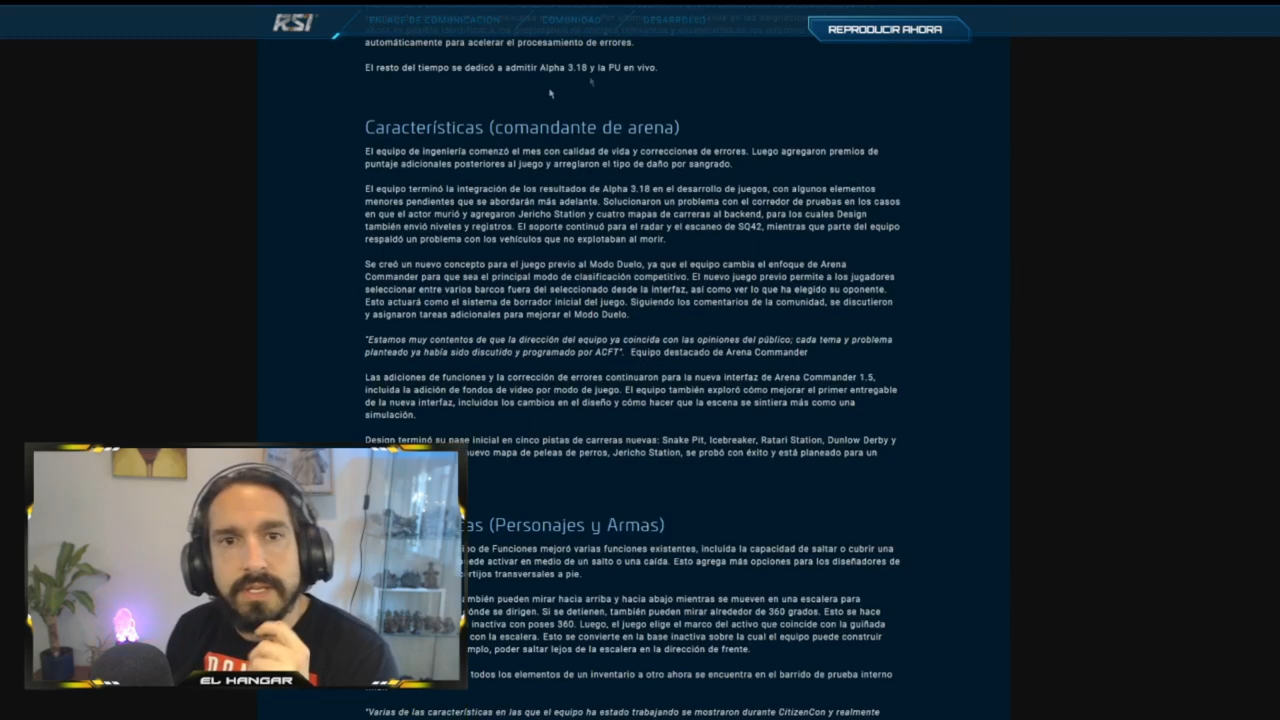 RSI
ENLACE DE COMUNICACIÓN
COMUNIDAD
DESARROLLO
REPRODUCIR AHORA
automáticamente para acelerar el procesamiento de errores.
El resto del tiempo se dedicó a admitir Alpha 3.18 y la PU en vivo.
Características (comandante de arena)
El equipo de ingeniería comenzó el mes con calidad de vida y correcciones de errores. Luego agregaron premios de
puntaje adicionales posteriores al juego y arreglaron el tipo de daño por sangrado.
El equipo terminó la integración de los resultados de Alpha 3.18 en el desarrollo de juegos, con algunos elementos
menores pendientes que se abordarán más adelante. Solucionaron un problema con el corredor de pruebas en los casos
en que el actor murió y agregaron Jericho Station y cuatro mapas de carreras al backend, para los cuales Design
también envió niveles y registros. El soporte continuó para el radar y el escaneo de SQ42, mientras que parte del equipo
respaldó un problema con los vehículos que no explotaban al morir.
Se creó un nuevo concepto para el juego previo al Modo Duelo, ya que el equipo cambia el enfoque de Arena
Commander para que sea el principal modo de clasificación competitivo. El nuevo juego previo permite a los jugadores
seleccionar entre varios barcos fuera del seleccionado desde la interfaz, así como ver lo que ha elegido su oponente.
Esto actuará como el sistema de borrador inicial del juego. Siguiendo los comentarios de la comunidad, se discutieron
y asignaron tareas adicionales para mejorar el Modo Duelo.
"Estamos muy contentos de que la dirección del equipo ya coincida con las opiniones del público; cada tema y problema
planteado ya había sido discutido y programado por ACFT". Equipo destacado de Arena Commander
Las adiciones de funciones y la corrección de errores continuaron para la nueva interfaz de Arena Commander 1.5,
incluida la adición de fondos de video por modo de juego. El equipo también exploró cómo mejorar el primer entregable
de la nueva interfaz, incluidos los cambios en el diseño y cómo hacer que la escena se sintiera más como una
simulación.
Design terminó su pase inicial en cinco pistas de carreras nuevas: Snake Pit, Icebreaker, Ratari Station, Dunlow Derby y
uevo mapa de peleas de perros, Jericho Station, se probó con éxito y está planeado para un
cas (Personajes y Armas)
po de Funciones mejoró varias funciones existentes, incluida la capacidad de saltar o cubrir una
ede activar en medio de un salto o una caída. Esto agrega más opciones para los diseñadores de
ertijos transversales a pie.
mbién pueden mirar hacia arriba y hacia abajo mientras se mueven en una escalera para
ónde se dirigen. Si se detienen, también pueden mirar alrededor de 360 grados. Esto se hace
inactiva con poses 360. Luego, el juego elige el marco del activo que coincide con la guiñada
con la escalera. Esto se convierte en la base inactiva sobre la cual el equipo puede construir
mplo, poder saltar lejos de la escalera en la dirección de frente.
todos los elementos de un inventario a otro ahora se encuentra en el barrido de prueba interno
"Varias de las características en las que el equipo ha estado trabajando se mostraron durante CitizenCon y realmente
EL HANGAR